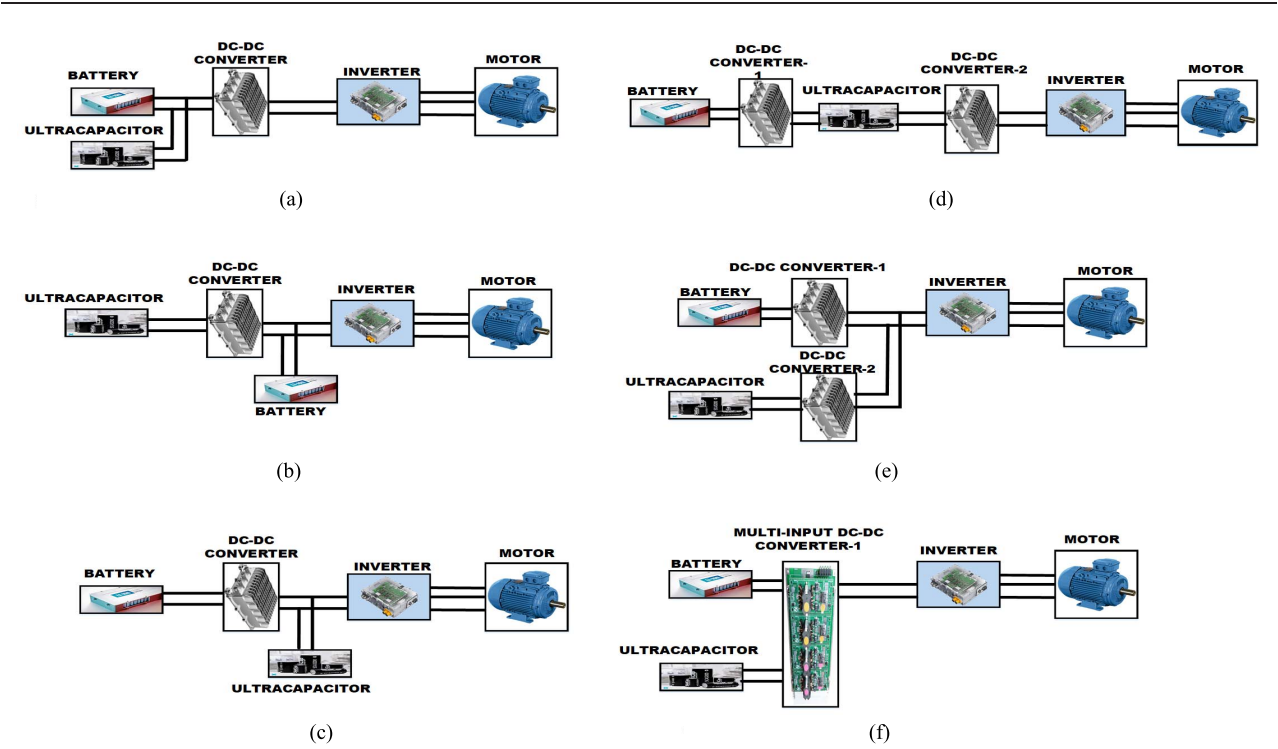 DC-DC
CONVERTER
BATTERY
INVERTER
MOTOR
ULTRACAPACITOR
(a)
DC-DC
CONVERTER
ULTRACAPACITOR
INVERTER
MOTOR
BATTERY
(b)
DC-DC
CONVERTER
BATTERY
INVERTER
MOTOR
ULTRACAPACITOR
(c)
DC-DC
CONVERTER-
1
DC-DC
CONVERTER-2
BATTERY
ULTRACAPACITOR
INVERTER
MOTOR
(d)
DC-DC CONVERTER-1
BATTERY
INVERTER
MOTOR
DC-DC
CONVERTER-2
ULTRACAPACITOR
(e)
MULTI-INPUT DC-DC
CONVERTER-1
BATTERY
INVERTER
MOTOR
ULTRACAPACITOR
(f)